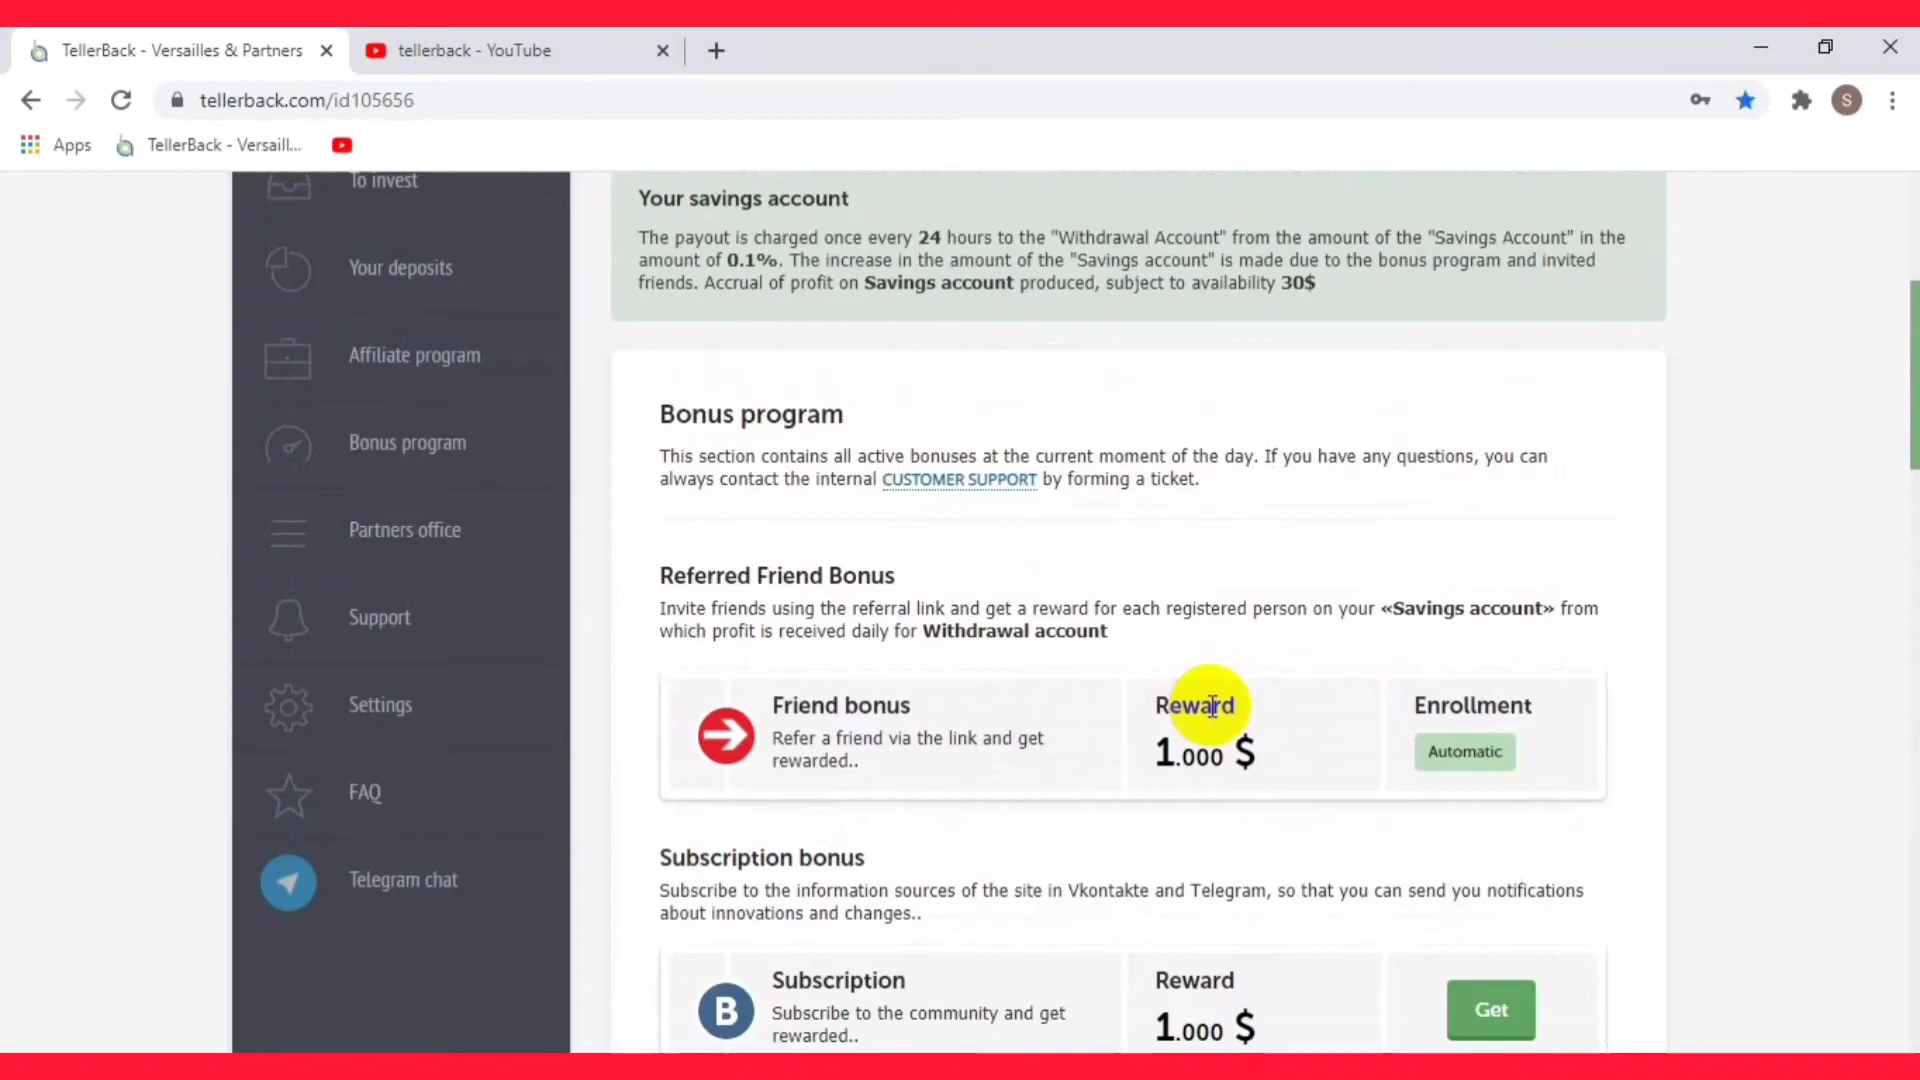 TellerBack - Versailles & Partners
tellerback - YouTube
tellerback.com/id105656
S
Apps
TellerBack - Versaill...
To invest
Your deposits
Affiliate program
Bonus program
Partners office
Support
Settings
FAQ
Telegram chat
Your savings account
The payout is charged once every 24 hours to the "Withdrawal Account" from the amount of the "Savings Account" in the
amount of 0.1%. The increase in the amount of the "Savings account" is made due to the bonus program and invited
friends. Accrual of profit on Savings account produced, subject to availability 30$
Bonus program
This section contains all active bonuses at the current moment of the day. If you have any questions, you can
always contact the internal CUSTOMER SUPPORT by forming a ticket.
Referred Friend Bonus
Invite friends using the referral link and get a reward for each registered person on your «Savings account» from
which profit is received daily for Withdrawal account
Friend bonus
Refer a friend via the link and get
rewarded..
Reward
1.000 $
Enrollment
Automatic
Subscription bonus
Subscribe to the information sources of the site in Vkontakte and Telegram, so that you can send you notifications
about innovations and changes..
B
Subscription
Subscribe to the community and get
rewarded..
Reward
1.000 $
Get